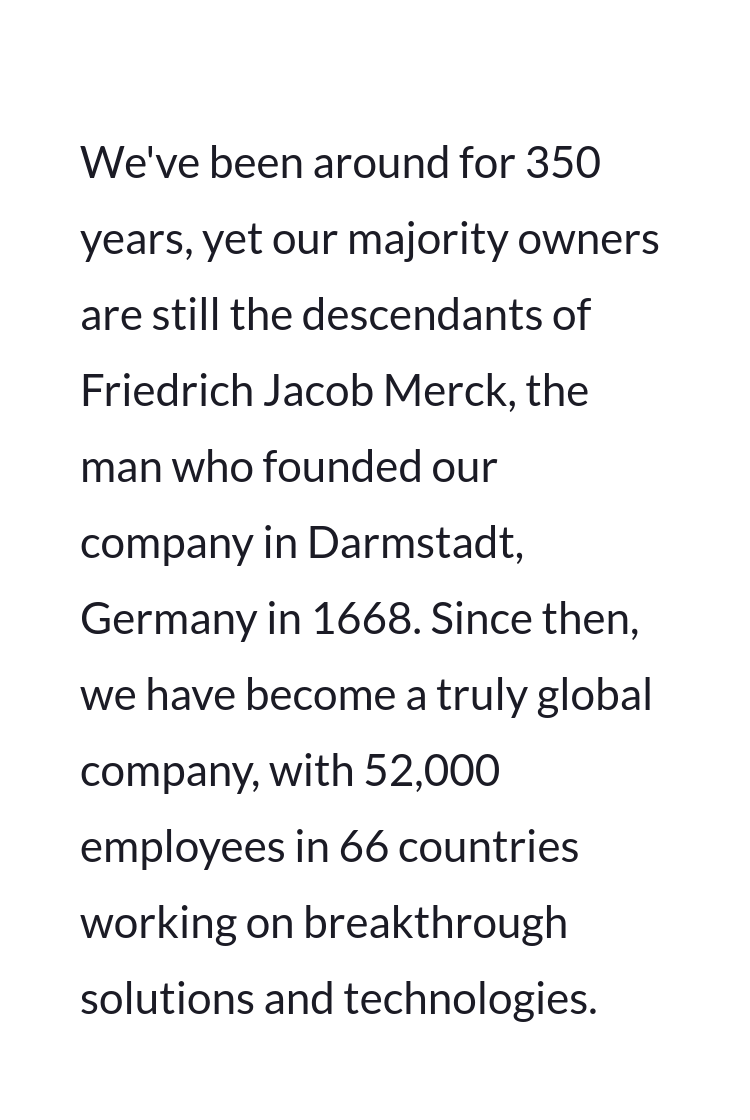 We've been around for 350
years, yet our majority owners
are still the descendants of
Friedrich Jacob Merck, the
man who founded our
company in Darmstadt,
Germany in 1668. Since then,
we have become a truly global
company, with 52,000
employees in 66 countries
working on breakthrough
solutions and technologies.